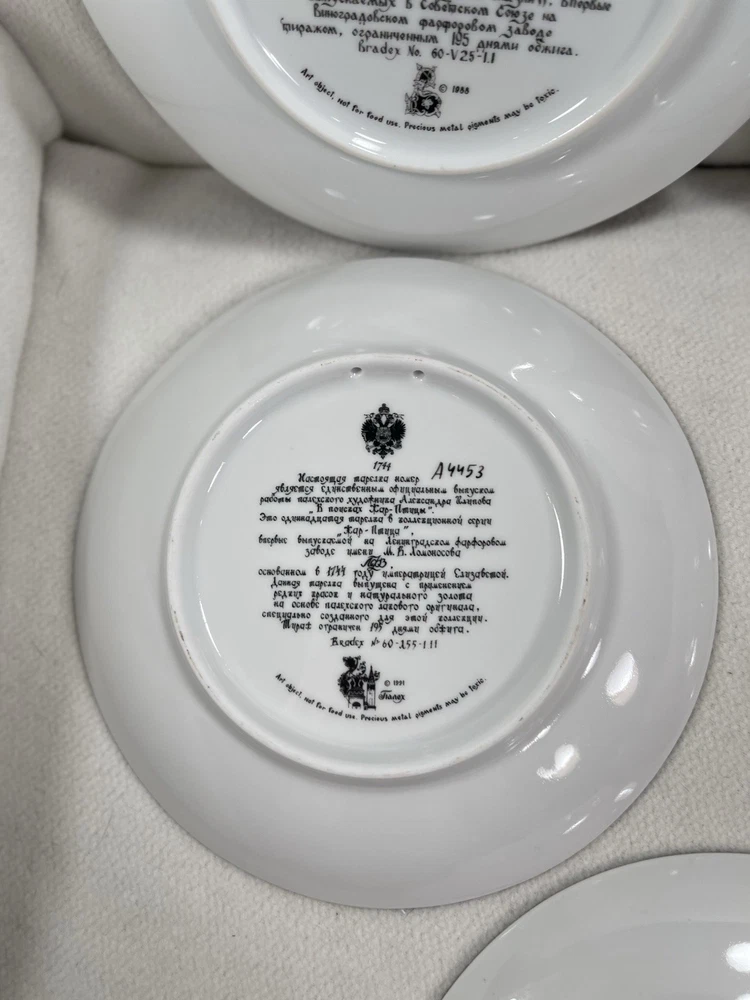 впервые
в Советском Союзе на
Виноградовском фарфоровом заводе
тиражом, ограниченным 195 днями обжига.
Bradex No. 60-V25-1.1
© 1988
Art object, not for food use. Precious metal pigments may be toxic.
1744
Настоящая тарелка номер A4453
является единственным официальным выпуском
работы палехского художника Александра
„В поисках Жар-Птицы".
Это одиннадцатая тарелка в коллекционной серии
„Жар-Птица",
впервые выпускаемой на Ленинградском фарфоровом
заводе имени М. В. Ломоносова
основанном в 1744 году императрицей Елизаветой.
Данная тарелка выпущена с применением
редких красок и натурального золота
на основе палехского лакового оригинала,
специально созданного для этой коллекции.
Тираж ограничен 195 днями обжига.
Bradex № 60-155-1.11
© 1991
Палех
Art object, not for food use. Precious metal pigments may be toxic.